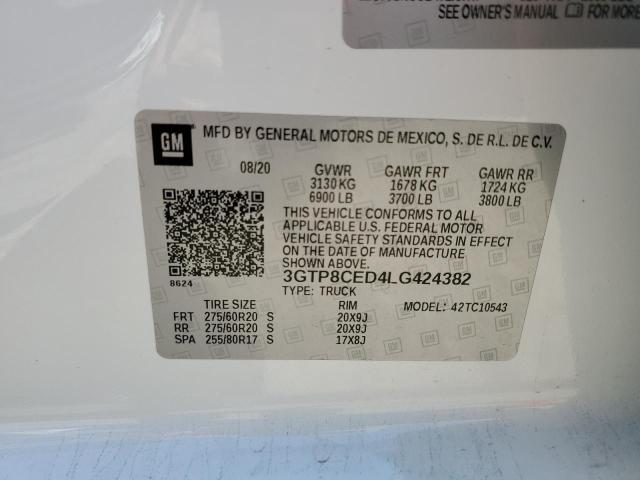 SEE OWNER'S MANUAL FOR MORE
GM
MFD BY GENERAL MOTORS DE MEXICO, S. DE R.L. DE C.V.
08/20 GVWR GAWR FRT GAWR RR
3130 KG 1678 KG 1724 KG
6900 LB 3700 LB 3800 LB
THIS VEHICLE CONFORMS TO ALL
APPLICABLE U.S. FEDERAL MOTOR
VEHICLE SAFETY STANDARDS IN EFFECT
ON THE DATE OF MANUFACTURE
SHOWN ABOVE.
8624
3GTP8CED4LG424382
TYPE: TRUCK
TIRE SIZE RIM MODEL: 42TC10543
FRT 275/60R20 S 20X9J
RR 275/60R20 S 20X9J
SPA 255/80R17 S 17X8J